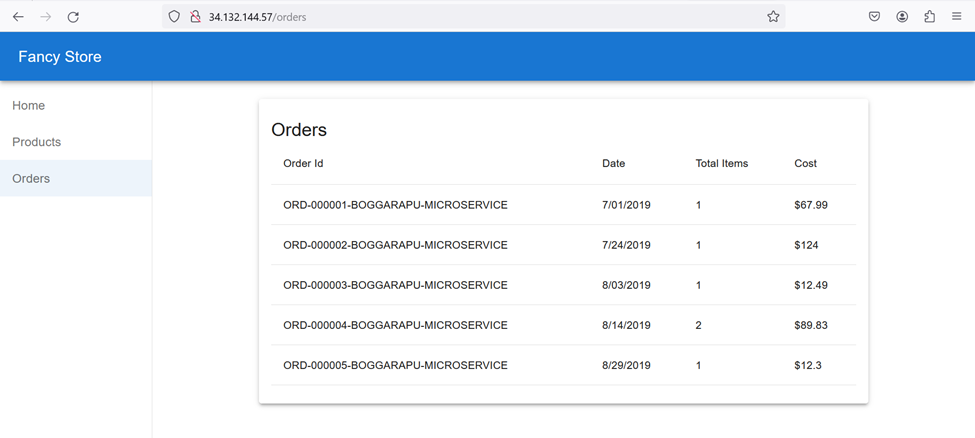 34.132.144.57/orders
Fancy Store
Home
Products
Orders
Orders
Order Id Date Total Items Cost
ORD-000001-BOGGARAPU-MICROSERVICE 7/01/2019 1 $67.99
ORD-000002-BOGGARAPU-MICROSERVICE 7/24/2019 1 $124
ORD-000003-BOGGARAPU-MICROSERVICE 8/03/2019 1 $12.49
ORD-000004-BOGGARAPU-MICROSERVICE 8/14/2019 2 $89.83
ORD-000005-BOGGARAPU-MICROSERVICE 8/29/2019 1 $12.3